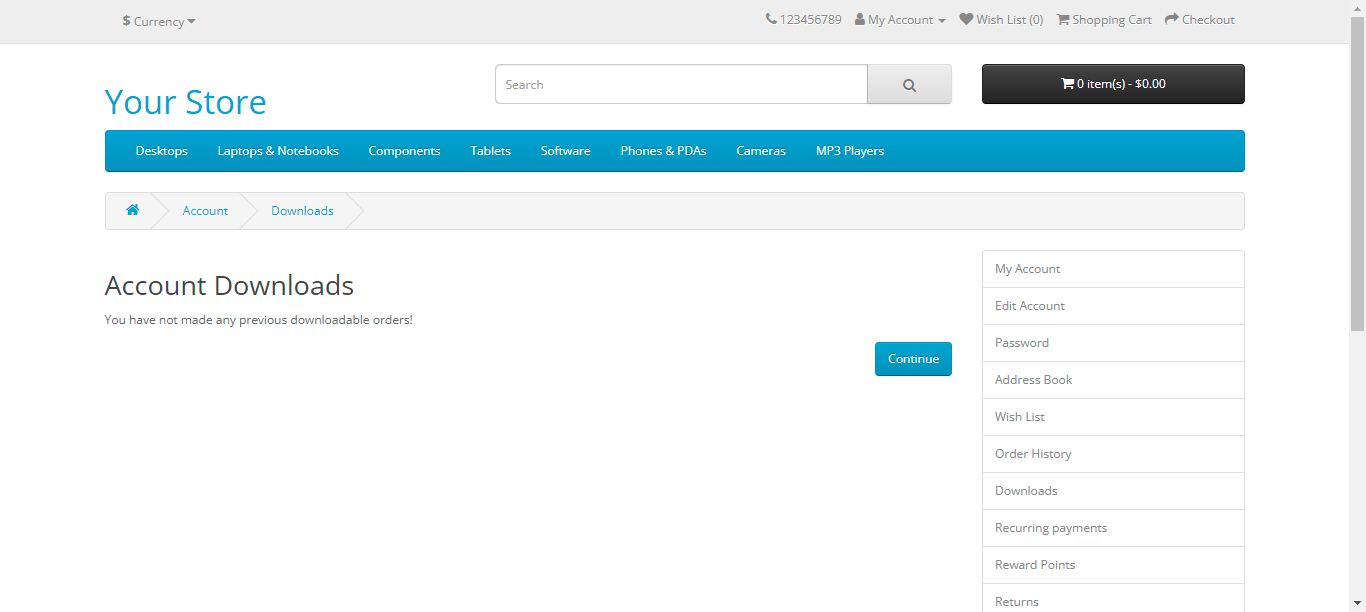 $ Currency
123456789 My Account Wish List (0) Shopping Cart Checkout
Your Store
Search
0 item(s) - $0.00
Desktops Laptops & Notebooks Components Tablets Software Phones & PDAs Cameras MP3 Players
Account Downloads
Account Downloads
You have not made any previous downloadable orders!
Continue
My Account
Edit Account
Password
Address Book
Wish List
Order History
Downloads
Recurring payments
Reward Points
Returns